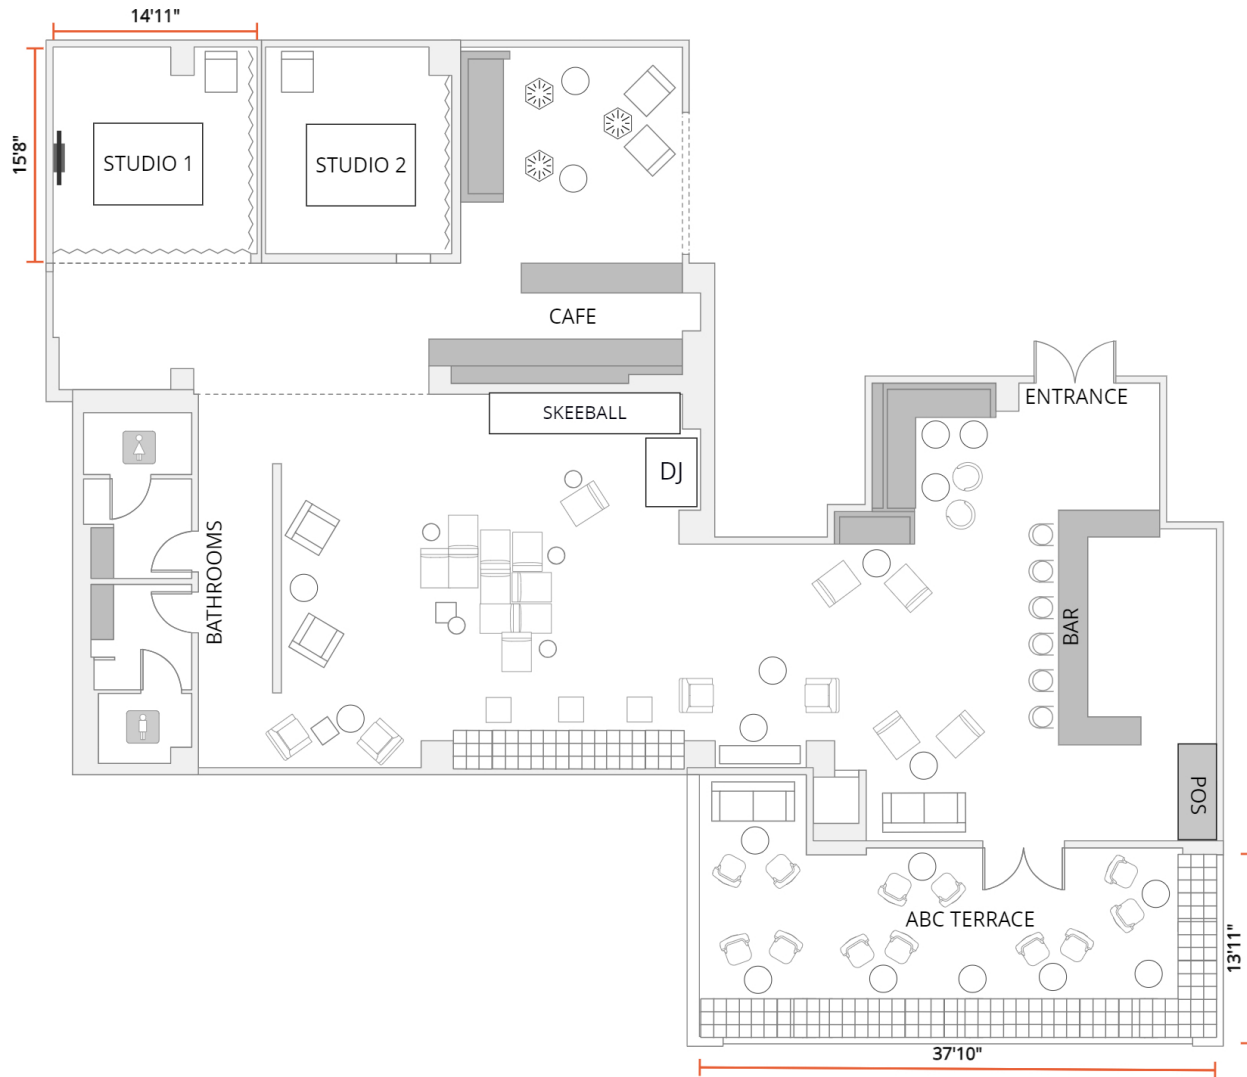 14'11"
15'8"
STUDIO 1
STUDIO 2
CAFE
SKEEBALL
ENTRANCE
DJ
BATHROOMS
BAR
POS
ABC TERRACE
13'11"
37'10"